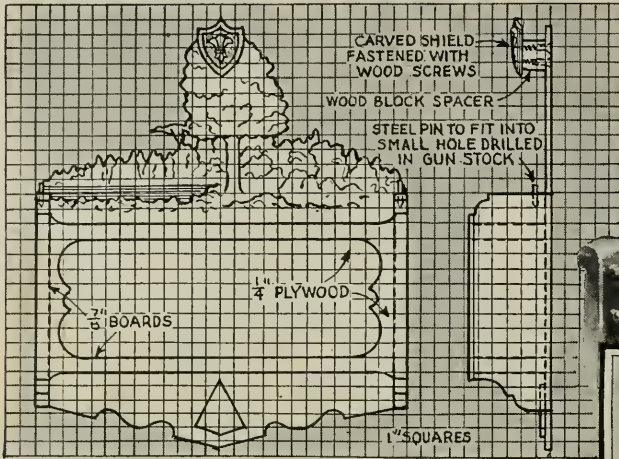 CARVED SHIELD
FASTENED WITH
WOOD SCREWS
WOOD BLOCK SPACER
STEEL PIN TO FIT INTO
SMALL HOLE DRILLED
IN GUN STOCK
1/4" PLYWOOD
7/8" BOARDS
1" SQUARES